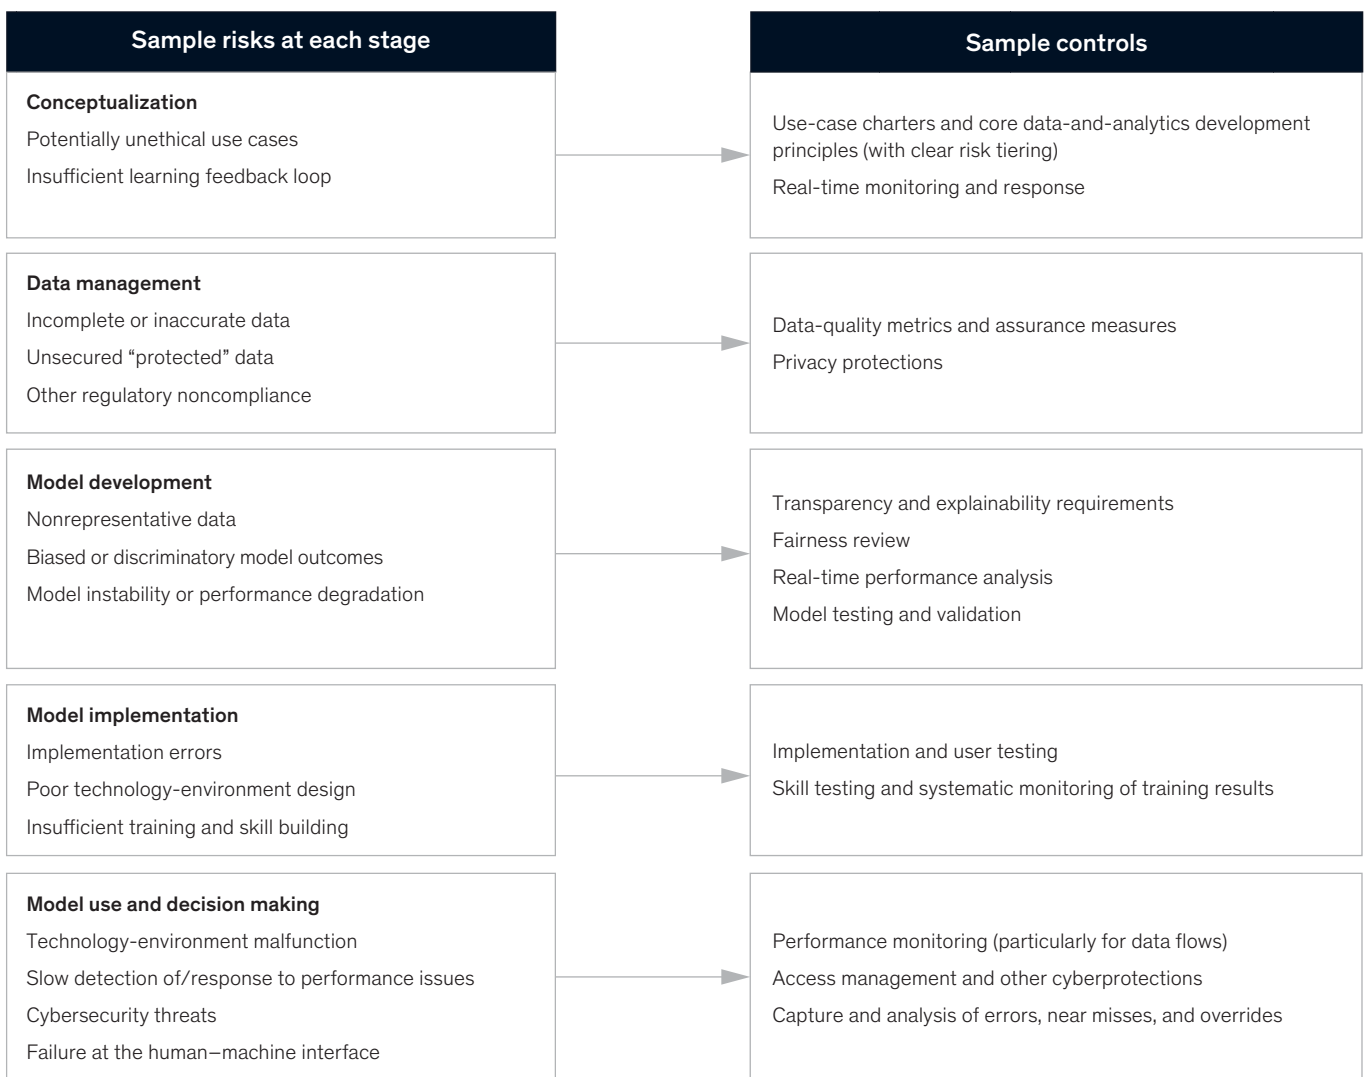 Sample risks at each stage
Sample controls
Conceptualization
Potentially unethical use cases
Insufficient learning feedback loop
Use-case charters and core data-and-analytics development
principles (with clear risk tiering)
Real-time monitoring and response
Data management
Incomplete or inaccurate data
Unsecured “protected” data
Other regulatory noncompliance
Data-quality metrics and assurance measures
Privacy protections
Model development
Nonrepresentative data
Biased or discriminatory model outcomes
Model instability or performance degradation
Transparency and explainability requirements
Fairness review
Real-time performance analysis
Model testing and validation
Model implementation
Implementation errors
Poor technology-environment design
Insufficient training and skill building
Implementation and user testing
Skill testing and systematic monitoring of training results
Model use and decision making
Technology-environment malfunction
Slow detection of/response to performance issues
Cybersecurity threats
Failure at the human–machine interface
Performance monitoring (particularly for data flows)
Access management and other cyberprotections
Capture and analysis of errors, near misses, and overrides